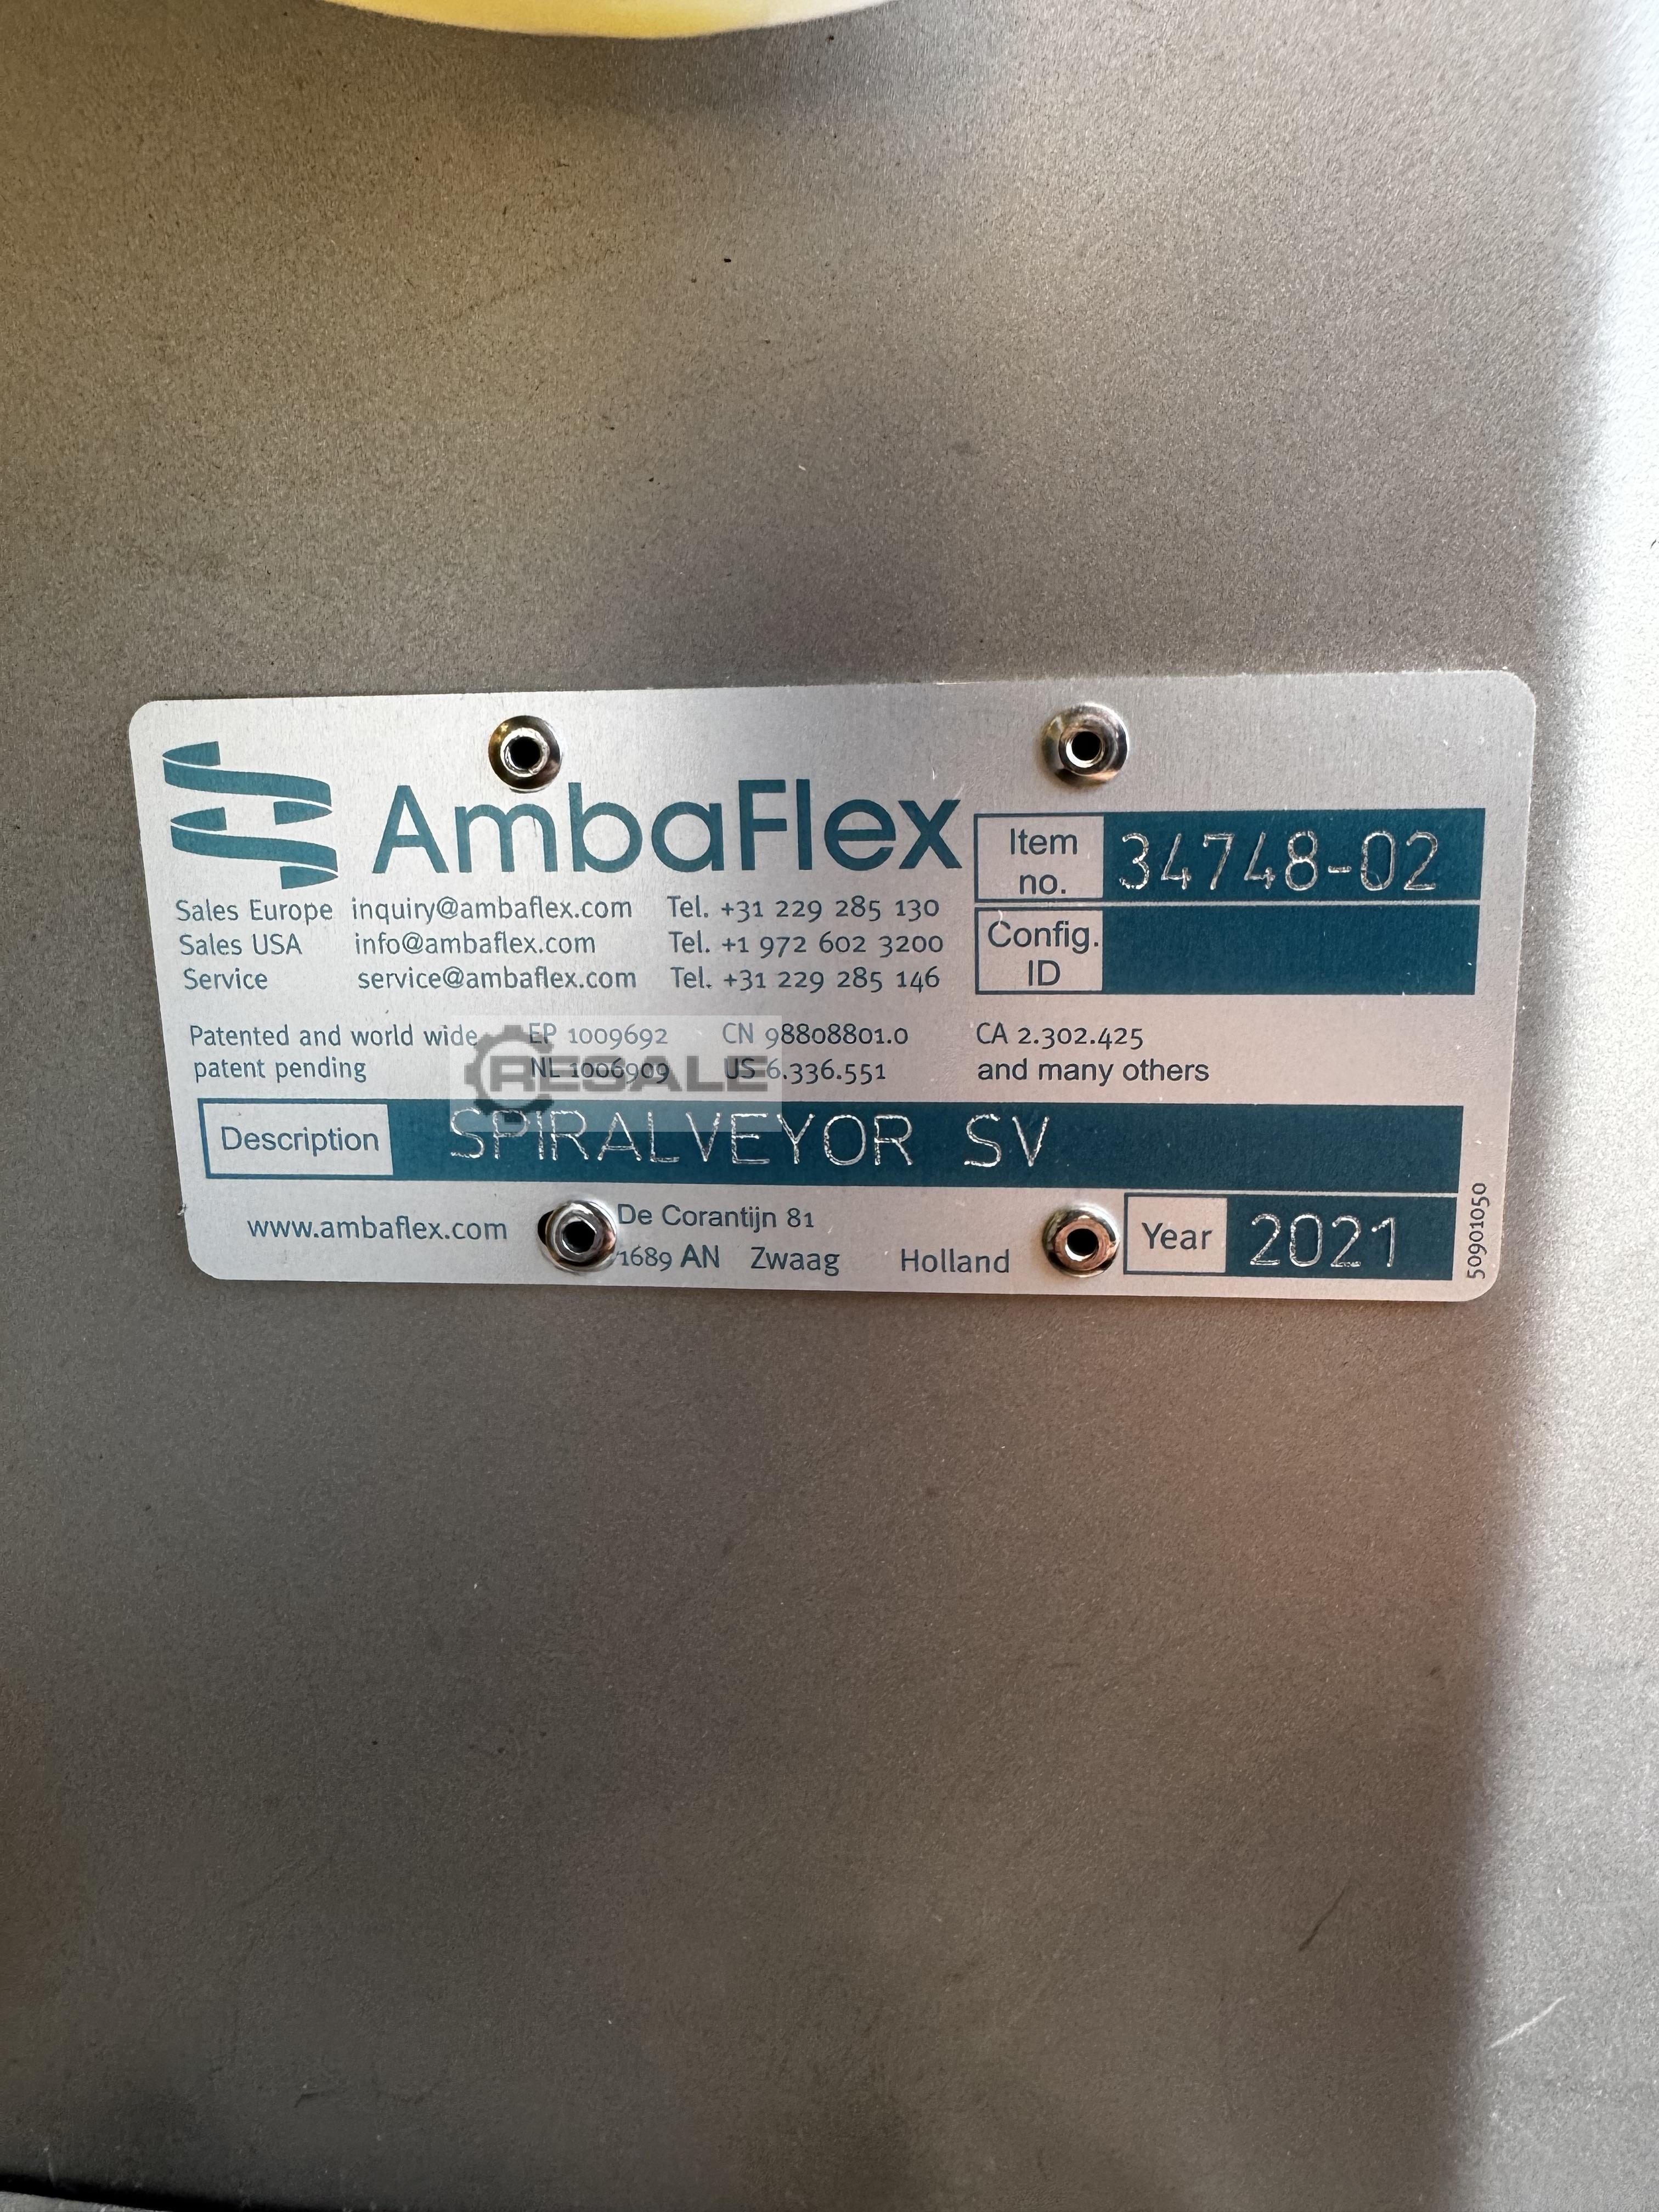 AmbaFlex
Item no. 34748-02
Sales Europe inquiry@ambaflex.com Tel. +31 229 285 130
Sales USA info@ambaflex.com Tel. +1 972 602 3200
Service service@ambaflex.com Tel. +31 229 285 146
Config. ID
Patented and world wide EP 1009692 CN 98808801.0 CA 2.302.425
patent pending NL 1006909 US 6.336.551 and many others
RESALE
Description SPIRALVEYOR SV
www.ambaflex.com De Corantijn 81
1689 AN Zwaag Holland
Year 2021
50901050